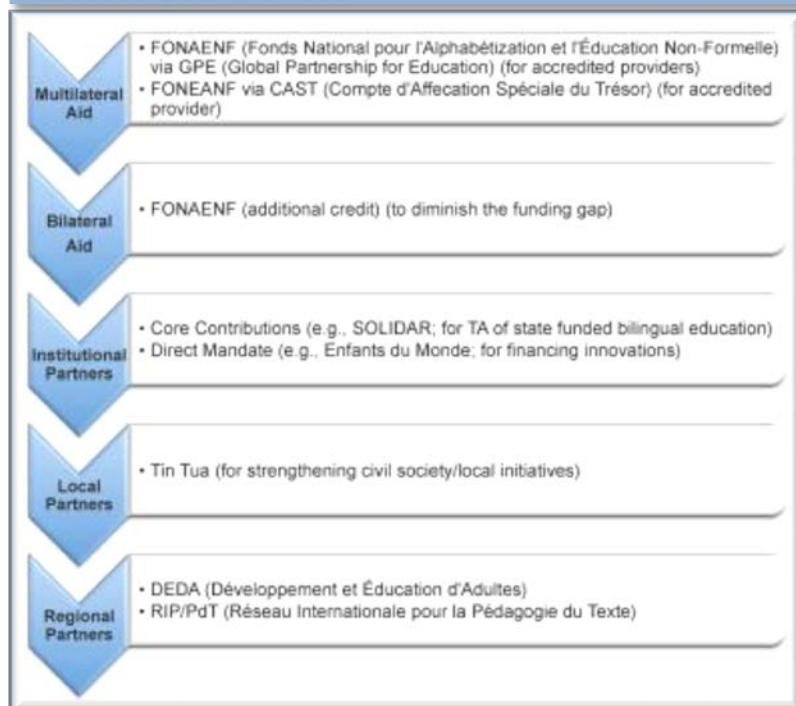 Multilateral
Aid
• FONAENF (Fonds National pour l'Alphabétization et l'Éducation Non-Formelle)
via GPE (Global Partnership for Education) (for accredited providers)
• FONEANF via CAST (Compte d'Affecation Spéciale du Trésor) (for accredited
provider)
Bilateral
Aid
• FONAENF (additional credit) (to diminish the funding gap)
Institutional
Partners
• Core Contributions (e.g., SOLIDAR; for TA of state funded bilingual education)
• Direct Mandate (e.g., Enfants du Monde; for financing innovations)
Local
Partners
• Tin Tua (for strengthening civil society/local initiatives)
Regional
Partners
• DEDA (Développement et Éducation d'Adultes)
• RIP/PdT (Réseau Internationale pour la Pédagogie du Texte)